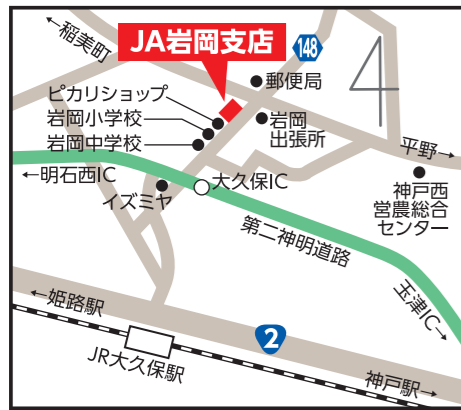 ←稲美町
JA岩岡支店
148
郵便局
ピカリショップ
岩岡小学校
岩岡中学校
岩岡
出張所
平野→
←明石西IC
大久保IC
イズミヤ
神戸西
営農総合
センター
第二神明道路
玉津IC→
←姫路駅
2
JR大久保駅
神戸駅→